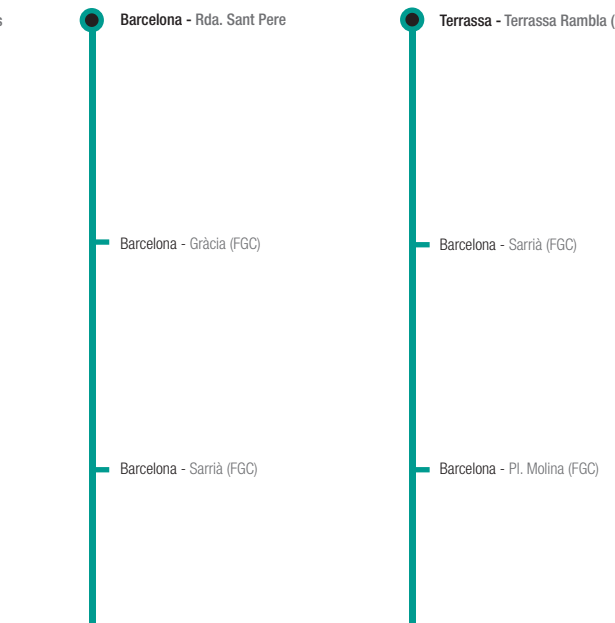 Barcelona - Rda. Sant Pere
Barcelona - Gràcia (FGC)
Barcelona - Sarrià (FGC)
Terrassa - Terrassa Rambla (
Barcelona - Sarrià (FGC)
Barcelona - Pl. Molina (FGC)